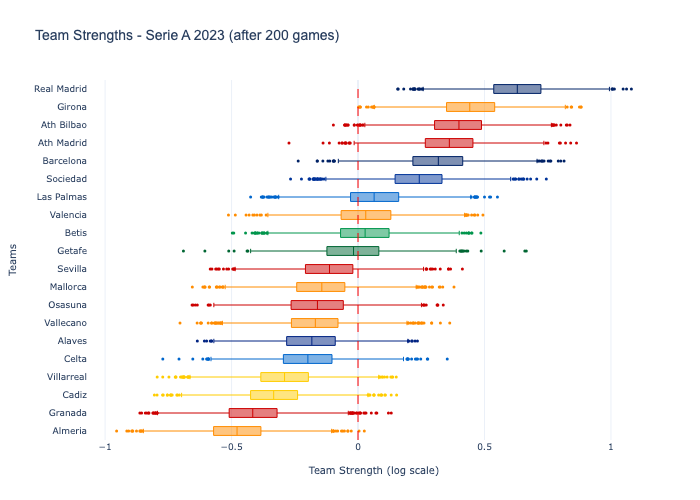 Team Strengths - Serie A 2023 (after 200 games)
Teams
Real Madrid
Girona
Ath Bilbao
Ath Madrid
Barcelona
Sociedad
Las Palmas
Valencia
Betis
Getafe
Sevilla
Mallorca
Osasuna
Vallecano
Alaves
Celta
Villarreal
Cadiz
Granada
Almeria
−1 −0.5 0 0.5 1
Team Strength (log scale)